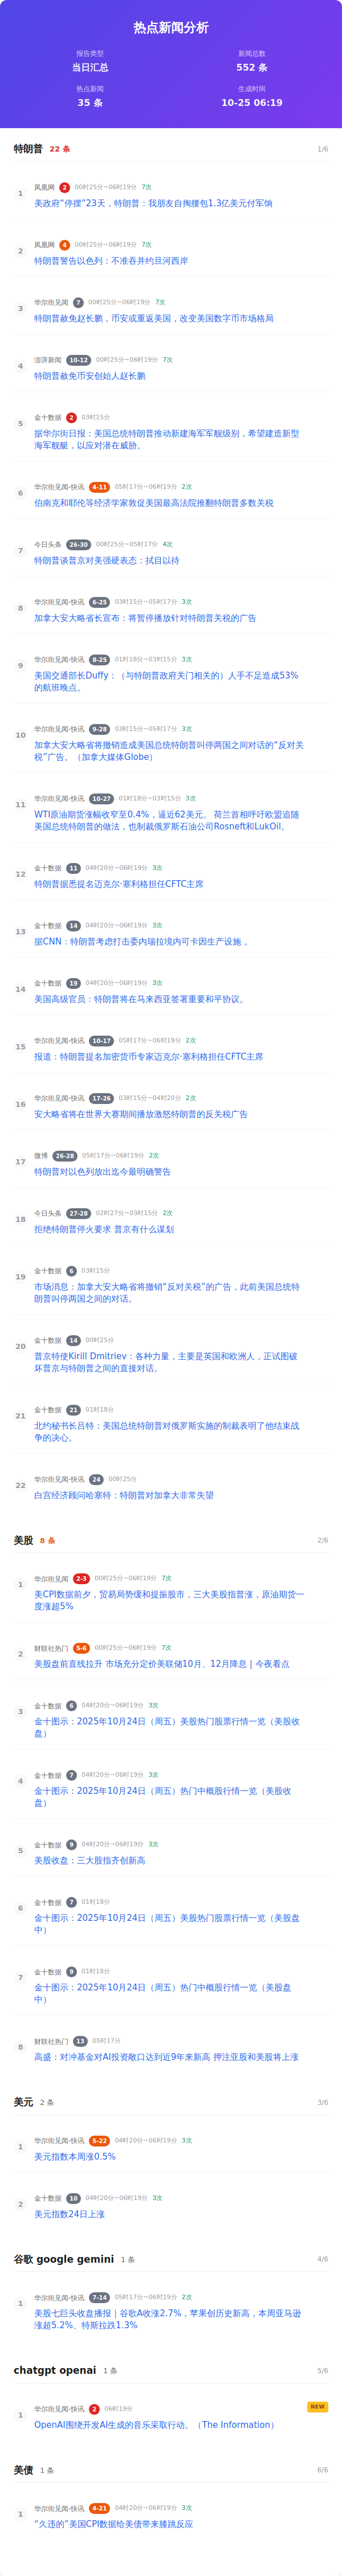 热点新闻分析
报告类型
当日汇总
新闻总数
552 条
热点新闻
35 条
生成时间
10-25 06:19
特朗普 22 条 1/6
1
凤凰网 2 00时25分~06时19分 7次
美政府“停摆”23天，特朗普：我朋友自掏腰包1.3亿美元付军饷
2
凤凰网 4 00时25分~06时19分 7次
特朗普警告以色列：不准吞并约旦河西岸
3
华尔街见闻 7 00时25分~06时19分 7次
特朗普赦免赵长鹏，币安或重返美国，改变美国数字货币市场格局
4
澎湃新闻 10-12 00时25分~06时19分 7次
特朗普赦免币安创始人赵长鹏
5
金十数据 2 03时15分
据华尔街日报：美国总统特朗普推动新建海军军舰级别，希望建造新型
海军舰艇，以应对潜在威胁。
6
华尔街见闻-快讯 4-11 05时17分~06时19分 2次
伯南克和耶伦等经济学家敦促美国最高法院推翻特朗普多数关税
7
今日头条 26-30 00时25分~05时17分 4次
特朗普谈普京对美强硬表态：拭目以待
8
华尔街见闻-快讯 6-25 03时15分~05时17分 3次
加拿大安大略省长宣布：将暂停播放针对特朗普关税的广告
9
华尔街见闻-快讯 8-25 01时18分~03时15分 3次
美国交通部长Duffy：（与特朗普政府关门相关的）人手不足造成53%
的航班晚点。
10
华尔街见闻-快讯 9-28 03时15分~05时17分 3次
加拿大安大略省将撤销造成美国总统特朗普叫停两国之间对话的“反对关
税”广告。（加拿大媒体Globe）
11
华尔街见闻-快讯 10-27 01时18分~03时15分 3次
WTI原油期货涨幅收窄至0.4%，逼近62美元。 荷兰首相呼吁欧盟追随
美国总统特朗普的做法，也制裁俄罗斯石油公司Rosneft和LukOil。
12
金十数据 11 04时20分~06时19分 3次
特朗普据悉提名迈克尔·塞利格担任CFTC主席
13
金十数据 14 04时20分~06时19分 3次
据CNN：特朗普考虑打击委内瑞拉境内可卡因生产设施 。
14
金十数据 19 04时20分~06时19分 3次
美国高级官员：特朗普将在马来西亚签署重要和平协议。
15
华尔街见闻-快讯 10-17 05时17分~06时19分 2次
报道：特朗普提名加密货币专家迈克尔·塞利格担任CFTC主席
16
华尔街见闻-快讯 17-26 03时15分~04时20分 2次
安大略省将在世界大赛期间播放激怒特朗普的反关税广告
17
微博 26-28 05时17分~06时19分 2次
特朗普对以色列放出迄今最明确警告
18
今日头条 27-28 02时27分~03时15分 2次
拒绝特朗普停火要求 普京有什么谋划
19
金十数据 6 03时15分
市场消息：加拿大安大略省将撤销“反对关税”的广告，此前美国总统特
朗普叫停两国之间的对话。
20
金十数据 14 00时25分
普京特使Kirill Dmitriev：各种力量，主要是英国和欧洲人，正试图破
坏普京与特朗普之间的直接对话。
21
金十数据 21 01时18分
北约秘书长吕特：美国总统特朗普对俄罗斯实施的制裁表明了他结束战
争的决心。
22
华尔街见闻-快讯 24 00时25分
白宫经济顾问哈塞特：特朗普对加拿大非常失望
美股 8 条 2/6
1
华尔街见闻 2-3 00时25分~06时19分 7次
美CPI数据前夕，贸易局势缓和提振股市，三大美股指普涨，原油期货一
度涨超5%
2
财联社热门 5-6 00时25分~06时19分 7次
美股盘前直线拉升 市场充分定价美联储10月、12月降息 | 今夜看点
3
金十数据 6 04时20分~06时19分 3次
金十图示：2025年10月24日（周五）美股热门股票行情一览（美股收
盘）
4
金十数据 7 04时20分~06时19分 3次
金十图示：2025年10月24日（周五）热门中概股行情一览（美股收
盘）
5
金十数据 9 04时20分~06时19分 3次
美股收盘：三大股指齐创新高
6
金十数据 7 01时18分
金十图示：2025年10月24日（周五）美股热门股票行情一览（美股盘
中）
7
金十数据 9 01时18分
金十图示：2025年10月24日（周五）热门中概股行情一览（美股盘
中）
8
财联社热门 13 05时17分
高盛：对冲基金对AI投资敞口达到近9年来新高 押注亚股和美股将上涨
美元 2 条 3/6
1
华尔街见闻-快讯 5-22 04时20分~06时19分 3次
美元指数本周涨0.5%
2
金十数据 10 04时20分~06时19分 3次
美元指数24日上涨
谷歌 google gemini 1 条 4/6
1
华尔街见闻-快讯 7-14 05时17分~06时19分 2次
美股七巨头收盘播报｜谷歌A收涨2.7%，苹果创历史新高，本周亚马逊
涨超5.2%、特斯拉跌1.3%
chatgpt openai 1 条 5/6
1
华尔街见闻-快讯 2 06时19分 NEW
OpenAI围绕开发AI生成的音乐采取行动。（The Information）
美债 1 条 6/6
1
华尔街见闻-快讯 4-21 04时20分~06时19分 3次
“久违的”美国CPI数据给美债带来膝跳反应